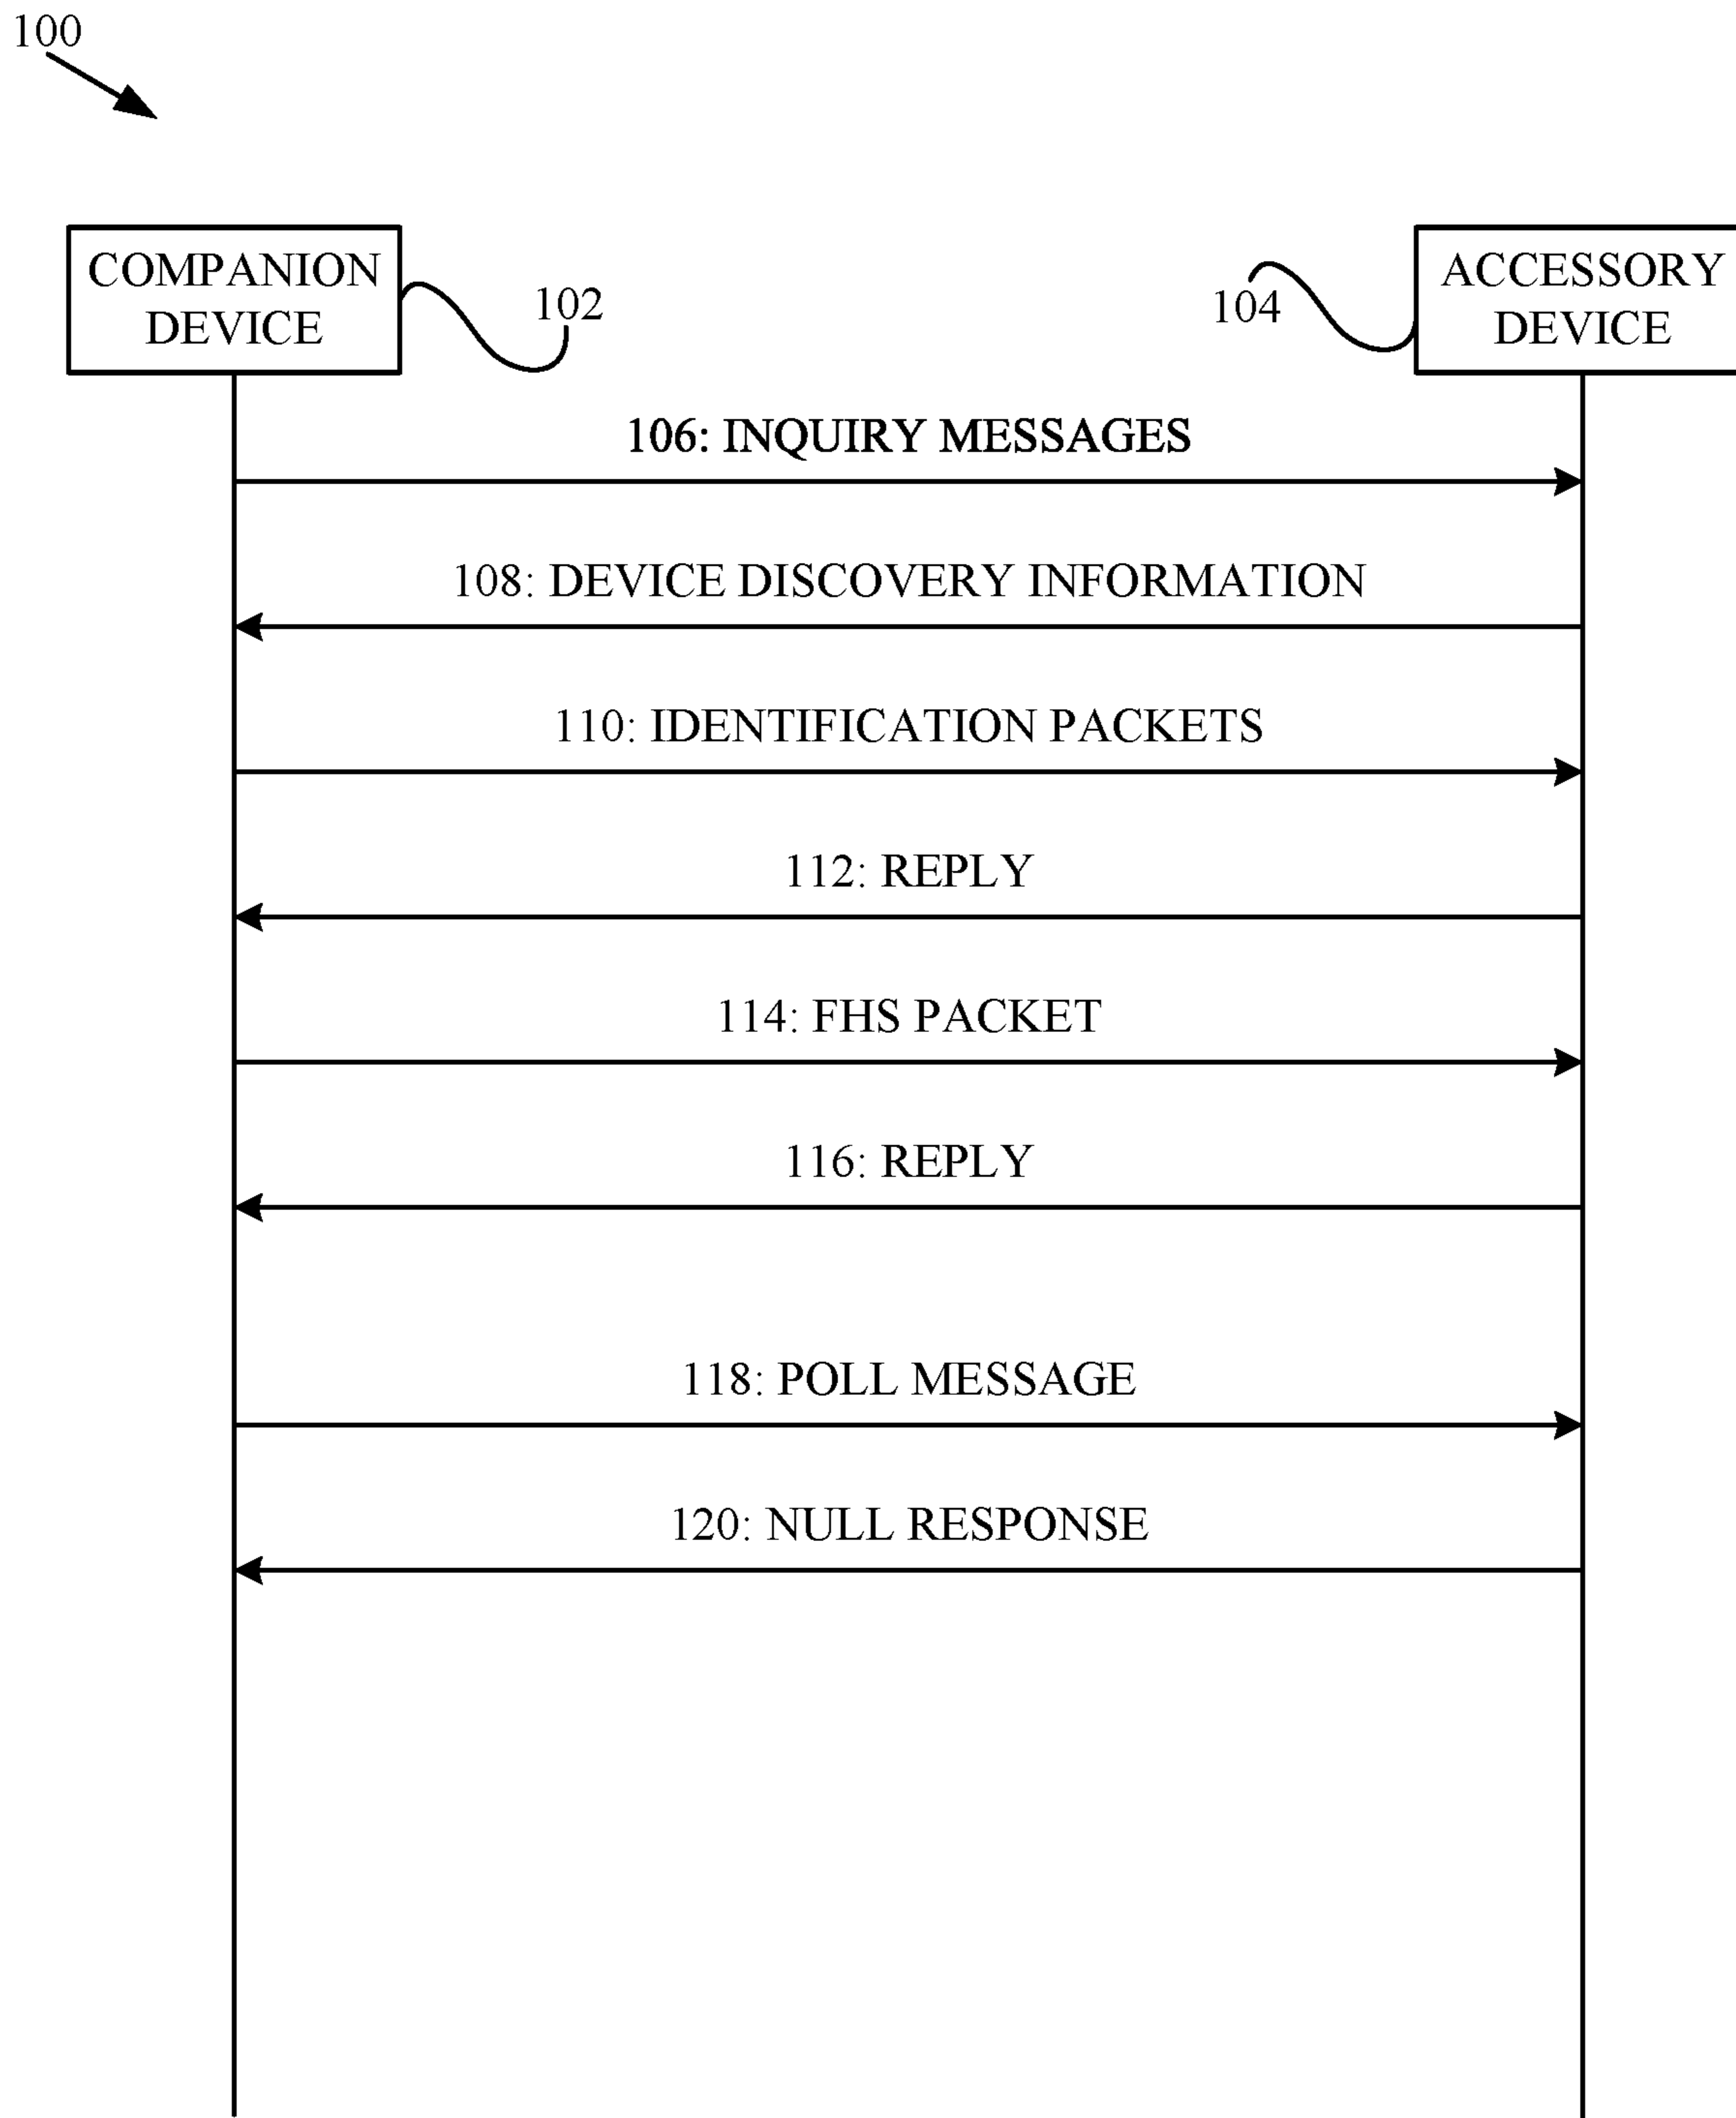 100
COMPANION
DEVICE
102
104
ACCESSORY
DEVICE
106: INQUIRY MESSAGES
108: DEVICE DISCOVERY INFORMATION
110: IDENTIFICATION PACKETS
112: REPLY
114: FHS PACKET
116: REPLY
118: POLL MESSAGE
120: NULL RESPONSE